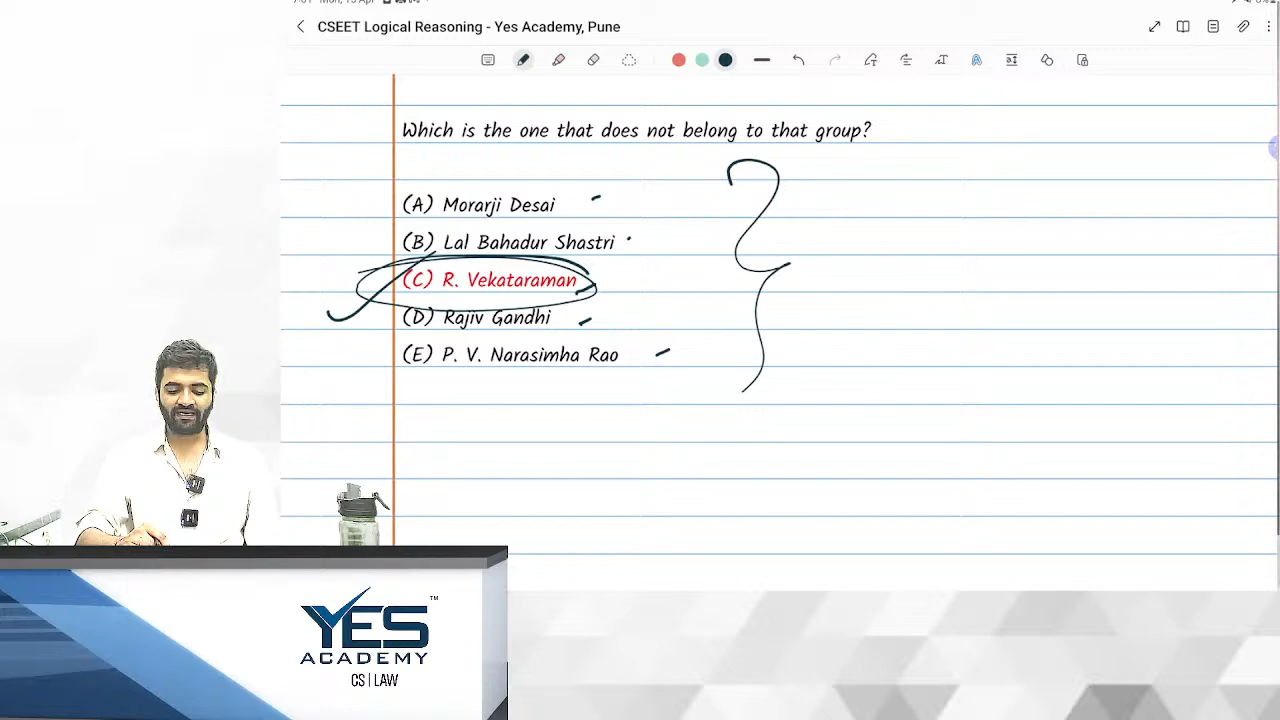 CSEET Logical Reasoning - Yes Academy, Pune
Which is the one that does not belong to that group?
(A) Morarji Desai
(B) Lal Bahadur Shastri
(C) R. Vekataraman
(D) Rajiv Gandhi
(E) P. V. Narasimha Rao
YES
TM
ACADEMY
CS | LAW